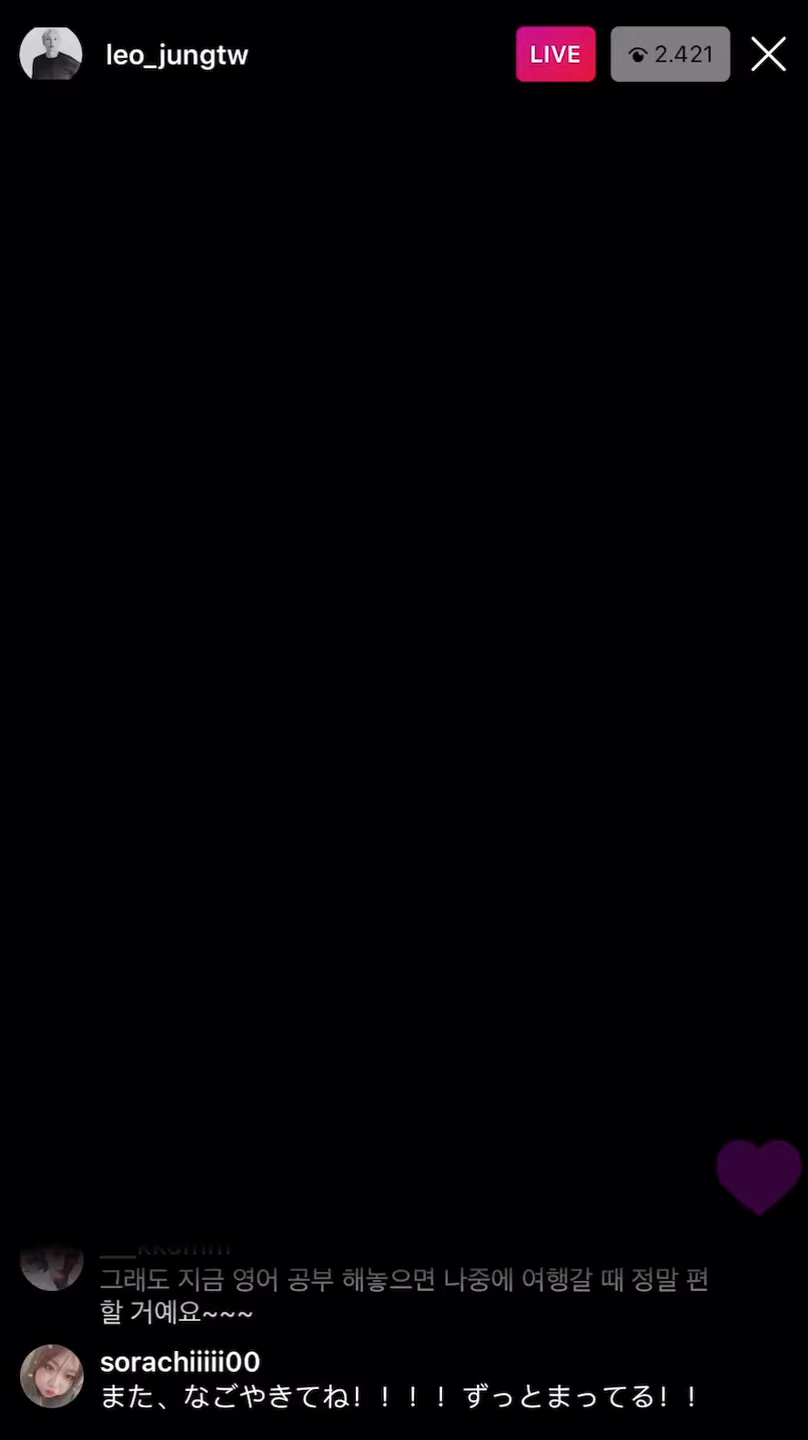 leo_jungtw
LIVE
2.421
그래도 지금 영어 공부 해놓으면 나중에 여행갈 때 정말 편
할 거예요~~~
sorachiiiii00
また、なごやきてね！！！！ずっとまってる！！